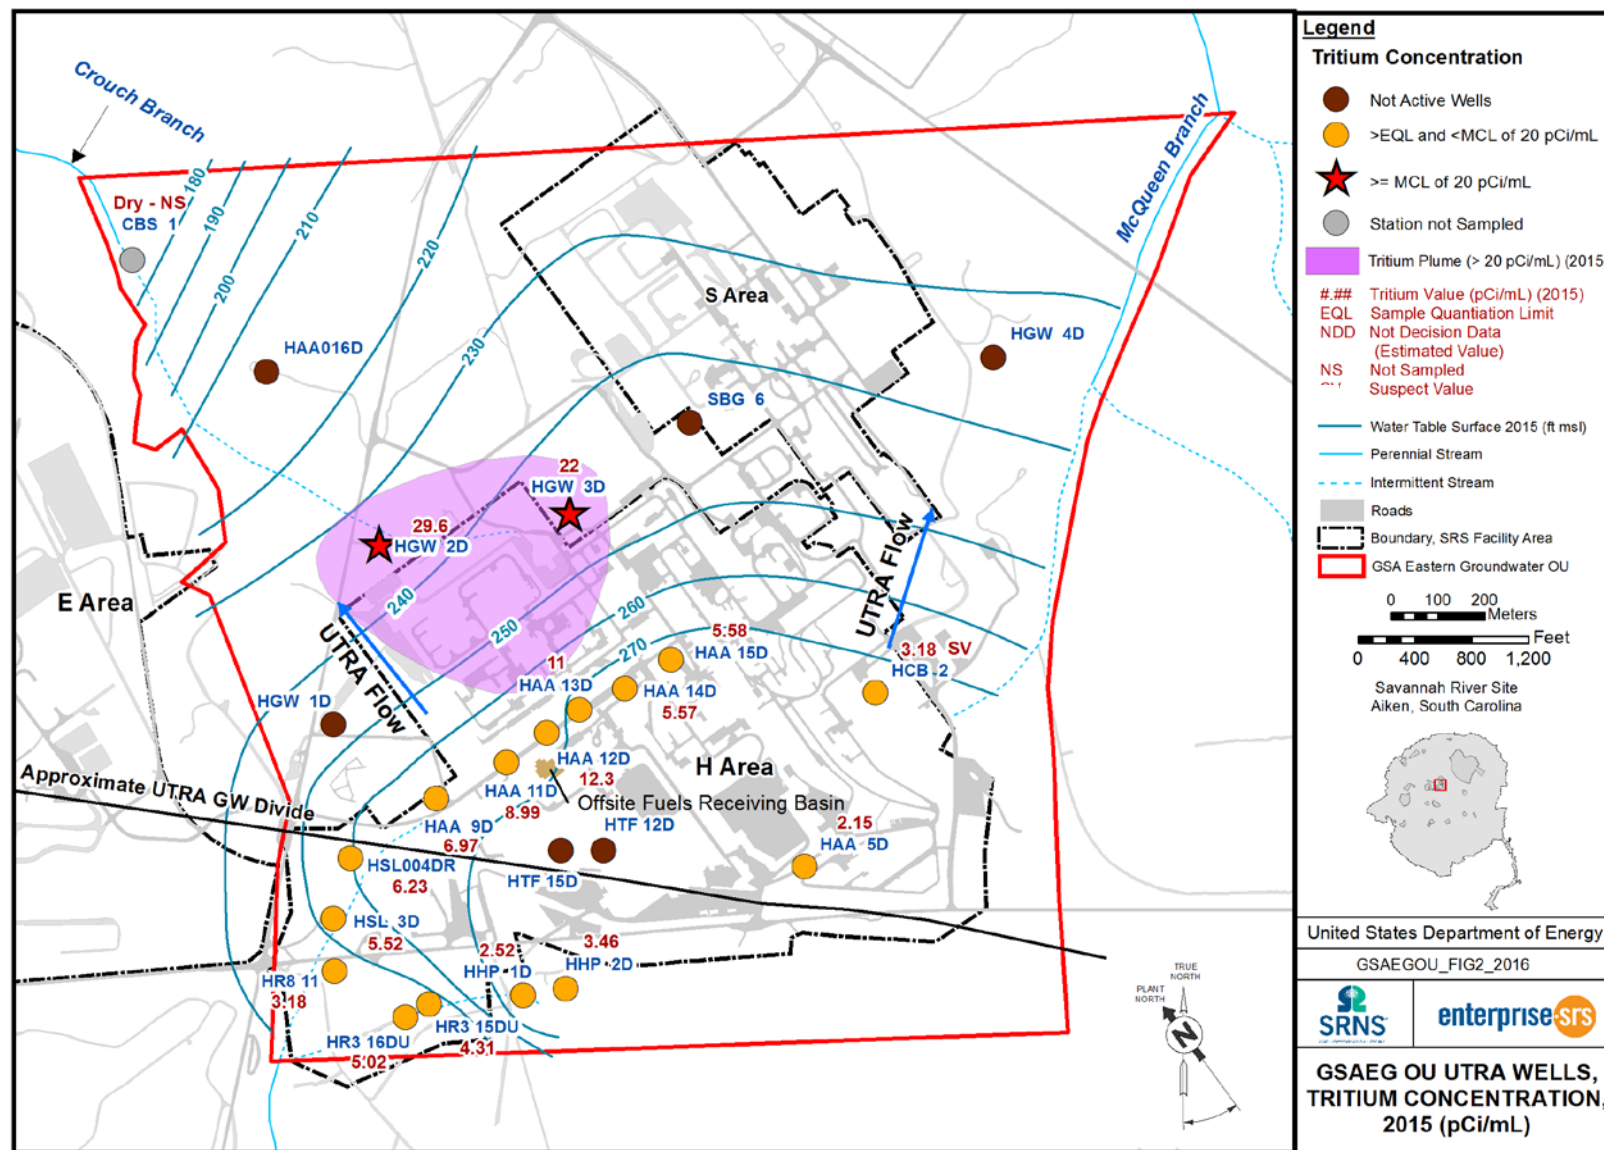 Crouch Branch
McQueen Branch
Dry - NS
CBS 1
180
190
200
210
220
230
240
250
260
270
HAA016D
S Area
HGW 4D
SBG 6
22
HGW 3D
29.6
HGW 2D
E Area
UTRA Flow
UTRA Flow
5.58
HAA 15D
3.18 SV
HCB 2
11
HAA 13D
HAA 14D
5.57
HGW 1D
HAA 12D
12.3
H Area
HAA 11D
8.99
Offsite Fuels Receiving Basin
Approximate UTRA GW Divide
HAA 9D
6.97
HTF 12D
2.15
HAA 5D
HSL004DR
6.23
HTF 15D
HSL 3D
5.52
2.52
HHP 1D
3.46
HHP 2D
HR8 11
3.18
HR3 15DU
4.31
HR3 16DU
5.02
TRUE
NORTH
PLANT
NORTH
N
Legend
Tritium Concentration
Not Active Wells
>EQL and <MCL of 20 pCi/mL
>= MCL of 20 pCi/mL
Station not Sampled
Tritium Plume (> 20 pCi/mL) (2015
#.## Tritium Value (pCi/mL) (2015)
EQL Sample Quantiation Limit
NDD Not Decision Data
(Estimated Value)
NS Not Sampled
Suspect Value
Water Table Surface 2015 (ft msl)
Perennial Stream
Intermittent Stream
Roads
Boundary, SRS Facility Area
GSA Eastern Groundwater OU
0 100 200
Meters
Feet
0 400 800 1,200
Savannah River Site
Aiken, South Carolina
United States Department of Energy
GSAEGOU_FIG2_2016
SRNS
enterprise·srs
GSAEG OU UTRA WELLS,
TRITIUM CONCENTRATION,
2015 (pCi/mL)